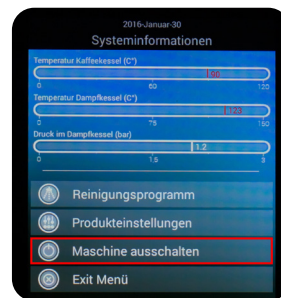 2016-Januar-30
Systeminformationen
Temperatur Kaffeekessel (C°)
96
0 60 120
Temperatur Dampfkessel (C°)
0 75 150
Druck im Dampfkessel (bar)
1.2
0 1,5 3
Reinigungsprogramm
Produkteinstellungen
Maschine ausschalten
Exit Menü